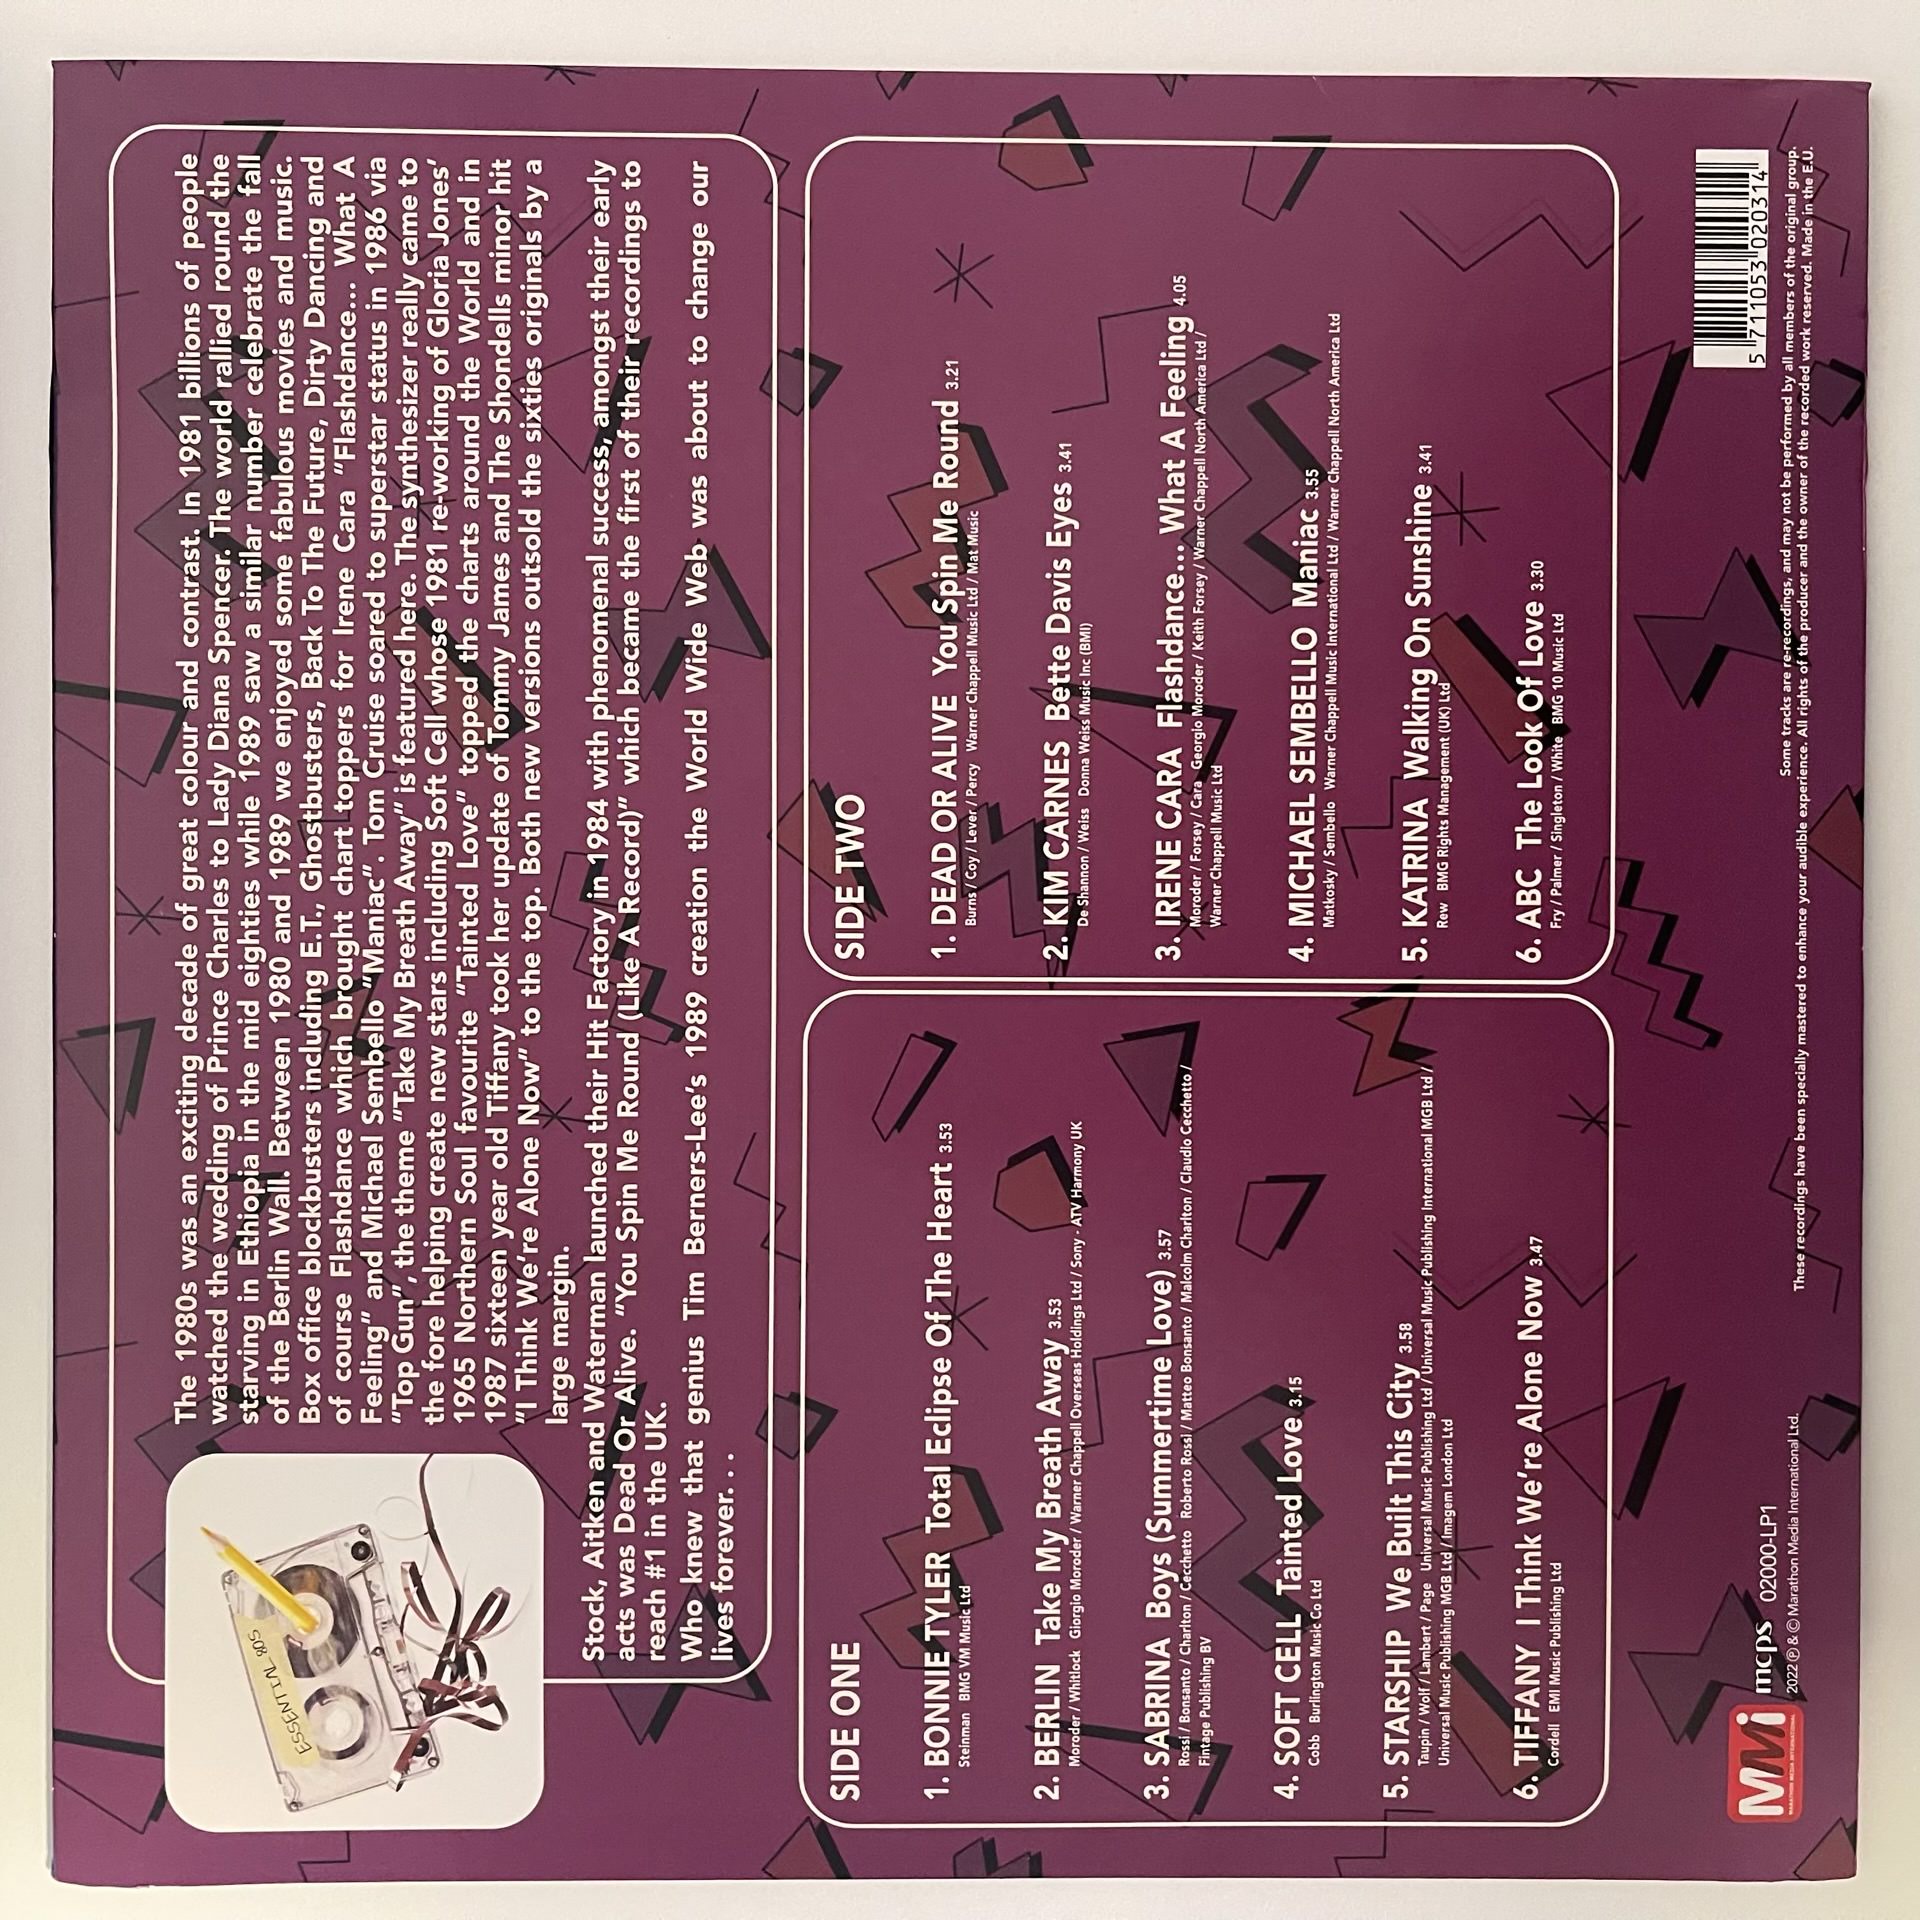 ESSENTIAL 80S
The 1980s was an exciting decade of great colour and contrast. In 1981 billions of people
watched the wedding of Prince Charles to Lady Diana Spencer. The world rallied round the
starving in Ethiopia in the mid eighties while 1989 saw a similar number celebrate the fall
of the Berlin Wall. Between 1980 and 1989 we enjoyed some fabulous movies and music.
Box office blockbusters including E.T., Ghostbusters, Back To The Future, Dirty Dancing and
of course Flashdance which brought chart toppers for Irene Cara "Flashdance... What A
Feeling" and Michael Sembello "Maniac". Tom Cruise soared to superstar status in 1986 via
"Top Gun", the theme "Take My Breath Away" is featured here. The synthesizer really came to
the fore helping create new stars including Soft Cell whose 1981 re-working of Gloria Jones'
1965 Northern Soul favourite "Tainted Love" topped the charts around the World and in
1987 sixteen year old Tiffany took her update of Tommy James and The Shondells minor hit
"I Think We're Alone Now" to the top. Both new versions outsold the sixties originals by a
large margin.
Stock, Aitken and Waterman launched their Hit Factory in 1984 with phenomenal success, amongst their early
acts was Dead Or Alive. "You Spin Me Round (Like A Record)" which became the first of their recordings to
reach #1 in the UK.
Who knew that genius Tim Berners-Lee's 1989 creation the World Wide Web was about to change our
lives forever. . .
SIDE ONE
1. BONNIE TYLER Total Eclipse Of The Heart 3.53
Steinman BMG VM Music Ltd
2. BERLIN Take My Breath Away 3.53
Moroder / Whitlock Giorgio Moroder / Warner Chappell Overseas Holdings Ltd / Sony - ATV Harmony UK
3. SABRINA Boys (Summertime Love) 3.57
Rossi / Bonsanto / Charlton / Cecchetto Roberto Rossi / Matteo Bonsanto / Malcolm Charlton / Claudio Cecchetto /
Fintage Publishing BV
4. SOFT CELL Tainted Love 3.15
Cobb Burlington Music Co Ltd
5. STARSHIP We Built This City 3.58
Taupin / Wolf / Lambert / Page Universal Music Publishing Ltd / Universal Music Publishing International MGB Ltd /
Universal Music Publishing MGB Ltd / Imagem London Ltd
6. TIFFANY I Think We're Alone Now 3.47
Cordell EMI Music Publishing Ltd
SIDE TWO
1. DEAD OR ALIVE You Spin Me Round 3.21
Burns / Coy / Lever / Percy Warner Chappell Music Ltd / Mat Music
2. KIM CARNES Bette Davis Eyes 3.41
De Shannon / Weiss Donna Weiss Music Inc (BMI)
3. IRENE CARA Flashdance... What A Feeling 4.05
Moroder / Forsey / Cara Georgio Moroder / Keith Forsey / Warner Chappell North America Ltd /
Warner Chappell Music Ltd
4. MICHAEL SEMBELLO Maniac 3.55
Matkosky / Sembello Warner Chappell Music International Ltd / Warner Chappell North America Ltd
5. KATRINA Walking On Sunshine 3.41
Rew BMG Rights Management (UK) Ltd
6. ABC The Look Of Love 3.30
Fry / Palmer / Singleton / White BMG 10 Music Ltd
MMi
MARATHON MEDIA INTERNATIONAL
mcps 02000-LP1
2022 ℗ & © Marathon Media International Ltd.
Some tracks are re-recordings, and may not be performed by all members of the original group.
These recordings have been specially mastered to enhance your audible experience. All rights of the producer and the owner of the recorded work reserved. Made in the E.U.
5 711053 020314